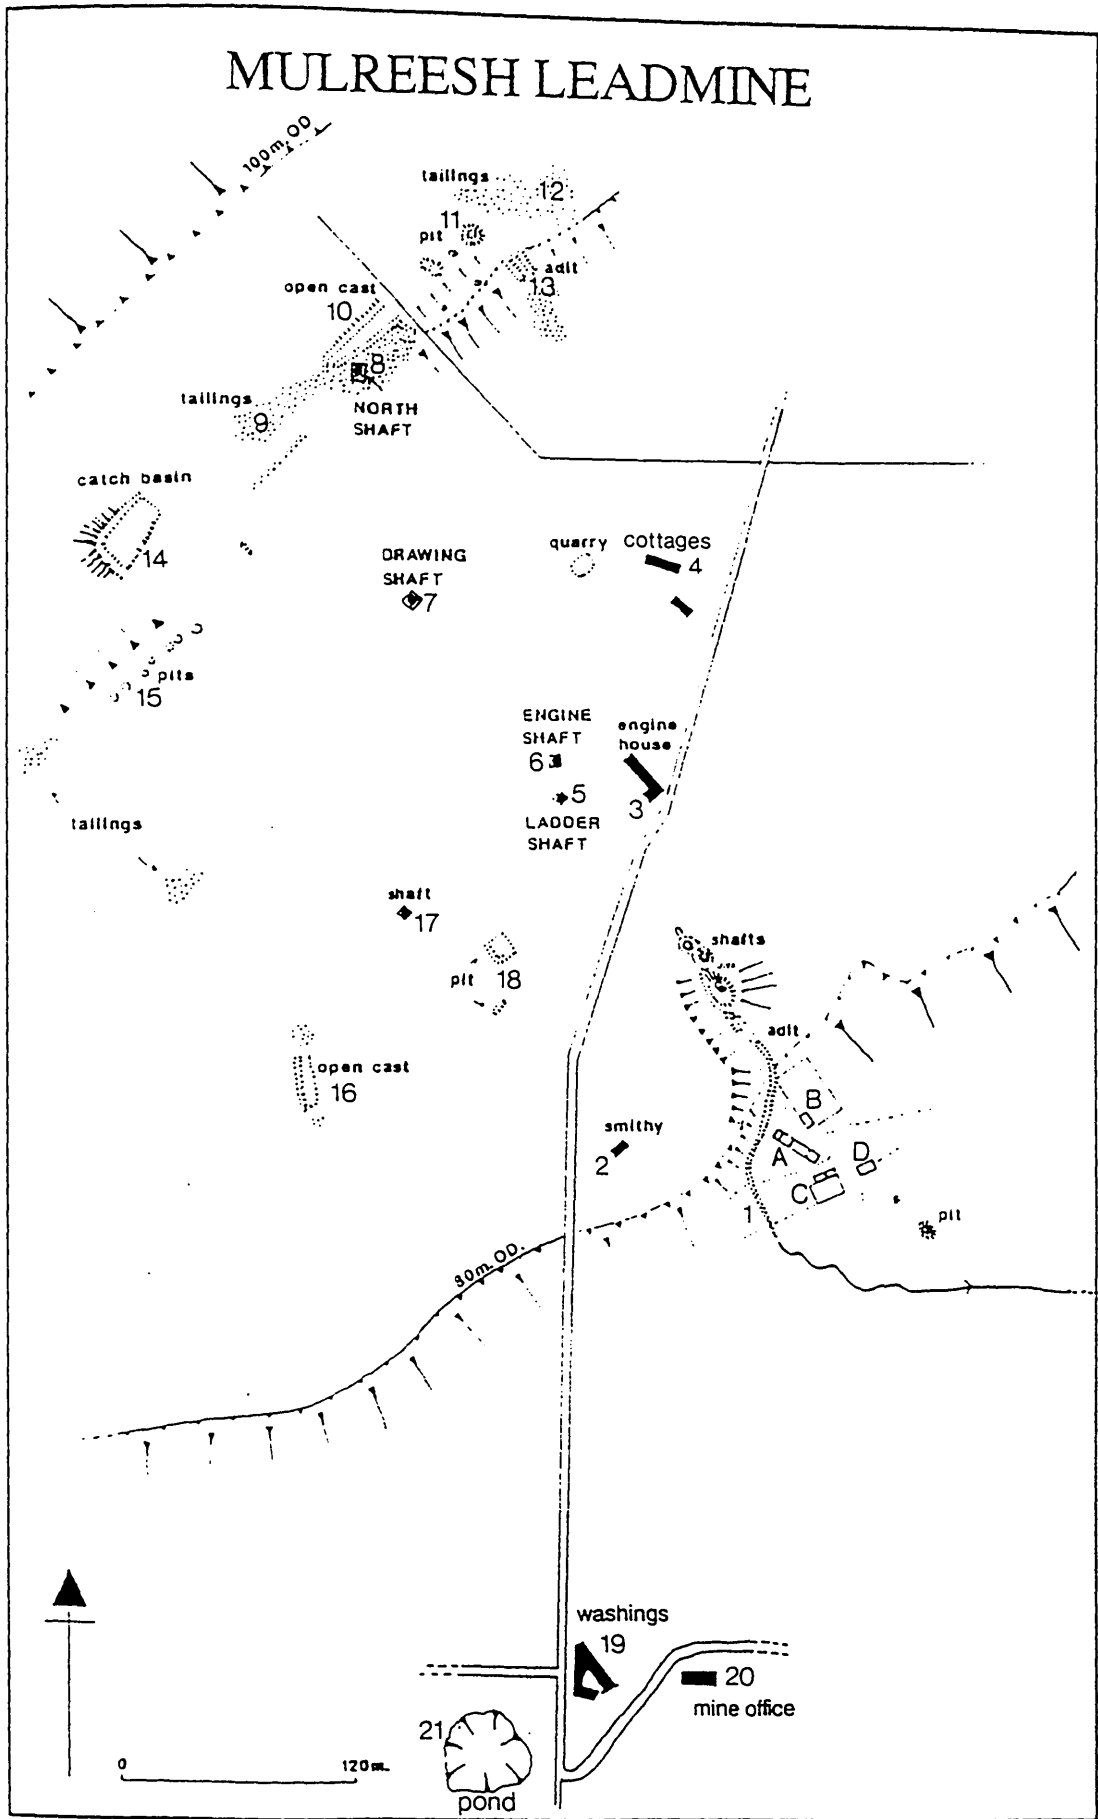 MULREESH LEADMINE
100m. OD
tailings
12
11
pit
adit
13
open cast
10
8
tailings
9
NORTH
SHAFT
catch basin
14
DRAWING
SHAFT
7
quarry
cottages
4
pits
15
ENGINE
SHAFT
6
engine
house
5
3
LADDER
SHAFT
tailings
shaft
17
shafts
pit
18
adit
open cast
16
B
smithy
2
A
D
C
1
pit
80m. OD.
washings
19
20
mine office
21
0
120m.
pond